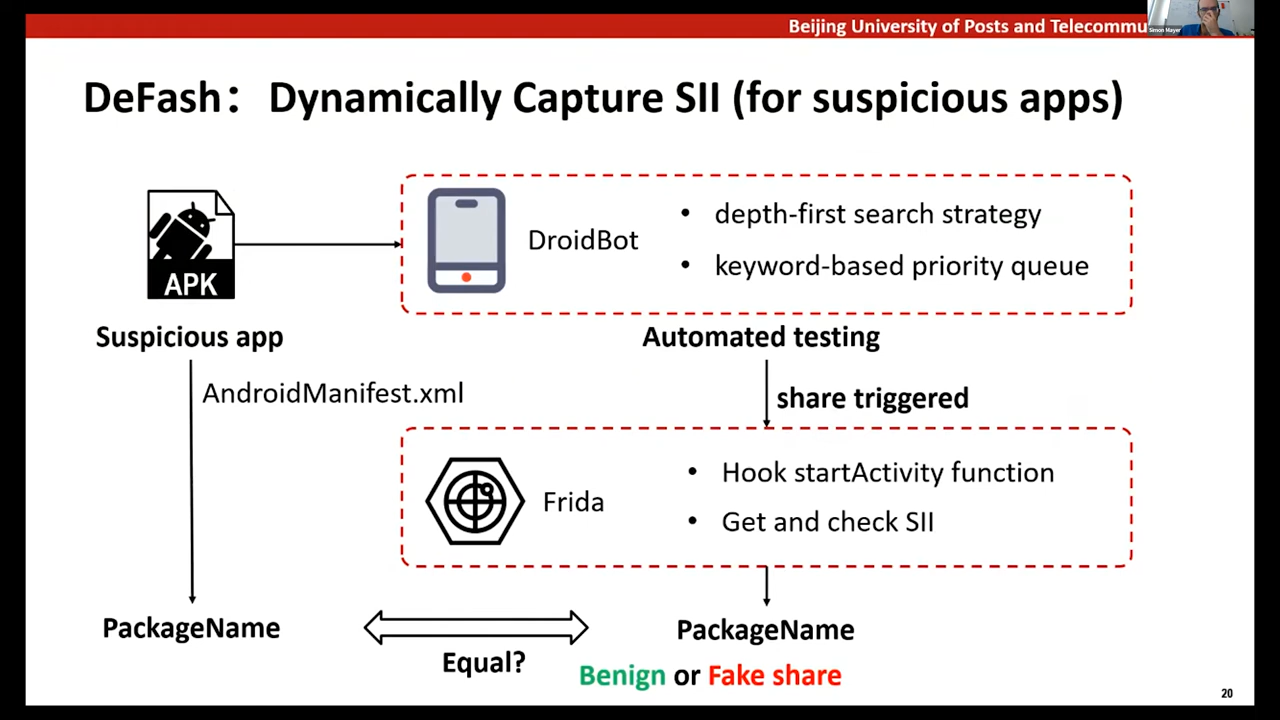 Beijing University of Posts and Telecommu
Simon Mayer
DeFash: Dynamically Capture SII (for suspicious apps)
APK
DroidBot
• depth-first search strategy
• keyword-based priority queue
Suspicious app
Automated testing
AndroidManifest.xml
share triggered
Frida
• Hook startActivity function
• Get and check SII
PackageName
PackageName
Equal?
Benign or Fake share
20